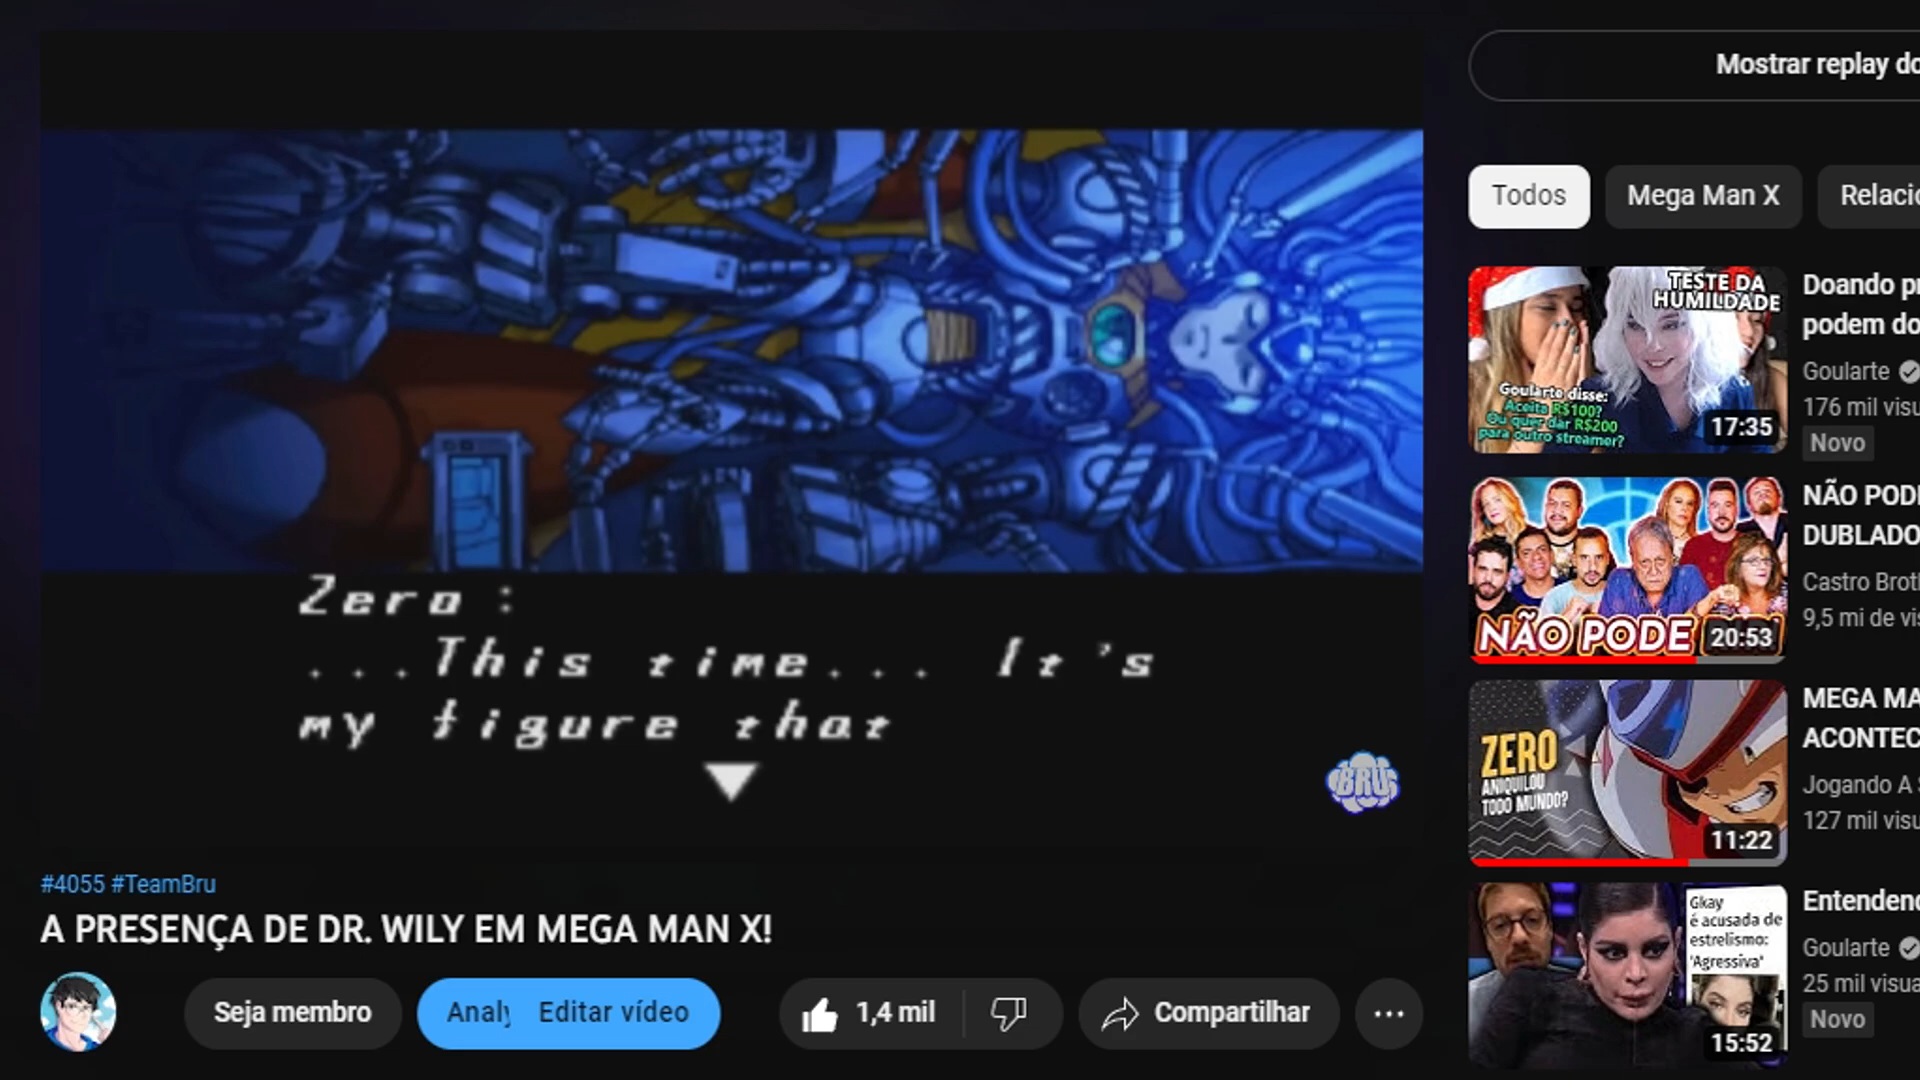 Zero :
...This time... It's
my figure that
BRU
#4055 #TeamBru
A PRESENÇA DE DR. WILY EM MEGA MAN X!
Seja membro
Analy
Editar vídeo
1,4 mil
Compartilhar
Mostrar replay do
Todos
Mega Man X
Relacio
TESTE DA
HUMILDADE
Goularte disse:
Aceita R$100?
Ou quer dar R$200
para outro streamer?
17:35
Doando pr
podem do
Goularte
176 mil visu
Novo
NÃO PODE
20:53
NÃO PODE
DUBLADO
Castro Broth
9,5 mi de vis
ZERO
ANIQUILOU
TODO MUNDO?
11:22
MEGA MA
ACONTEC
Jogando A S
127 mil visu
Gkay
é acusada de
estrelismo:
'Agressiva'
15:52
Entendend
Goularte
25 mil visua
Novo